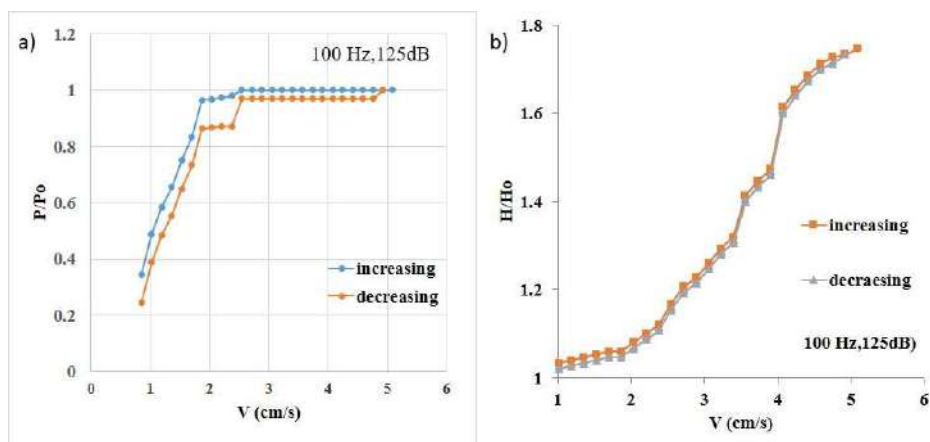 a)
100 Hz,125dB
1.2
1
0.8
0.6
0.4
0.2
0
P/Po
increasing
decreasing
0 1 2 3 4 5 6
V (cm/s)
b)
1.8
1.6
1.4
1.2
1
H/Ho
increasing
decraesing
100 Hz,125dB)
1 2 3 4 5 6
V (cm/s)